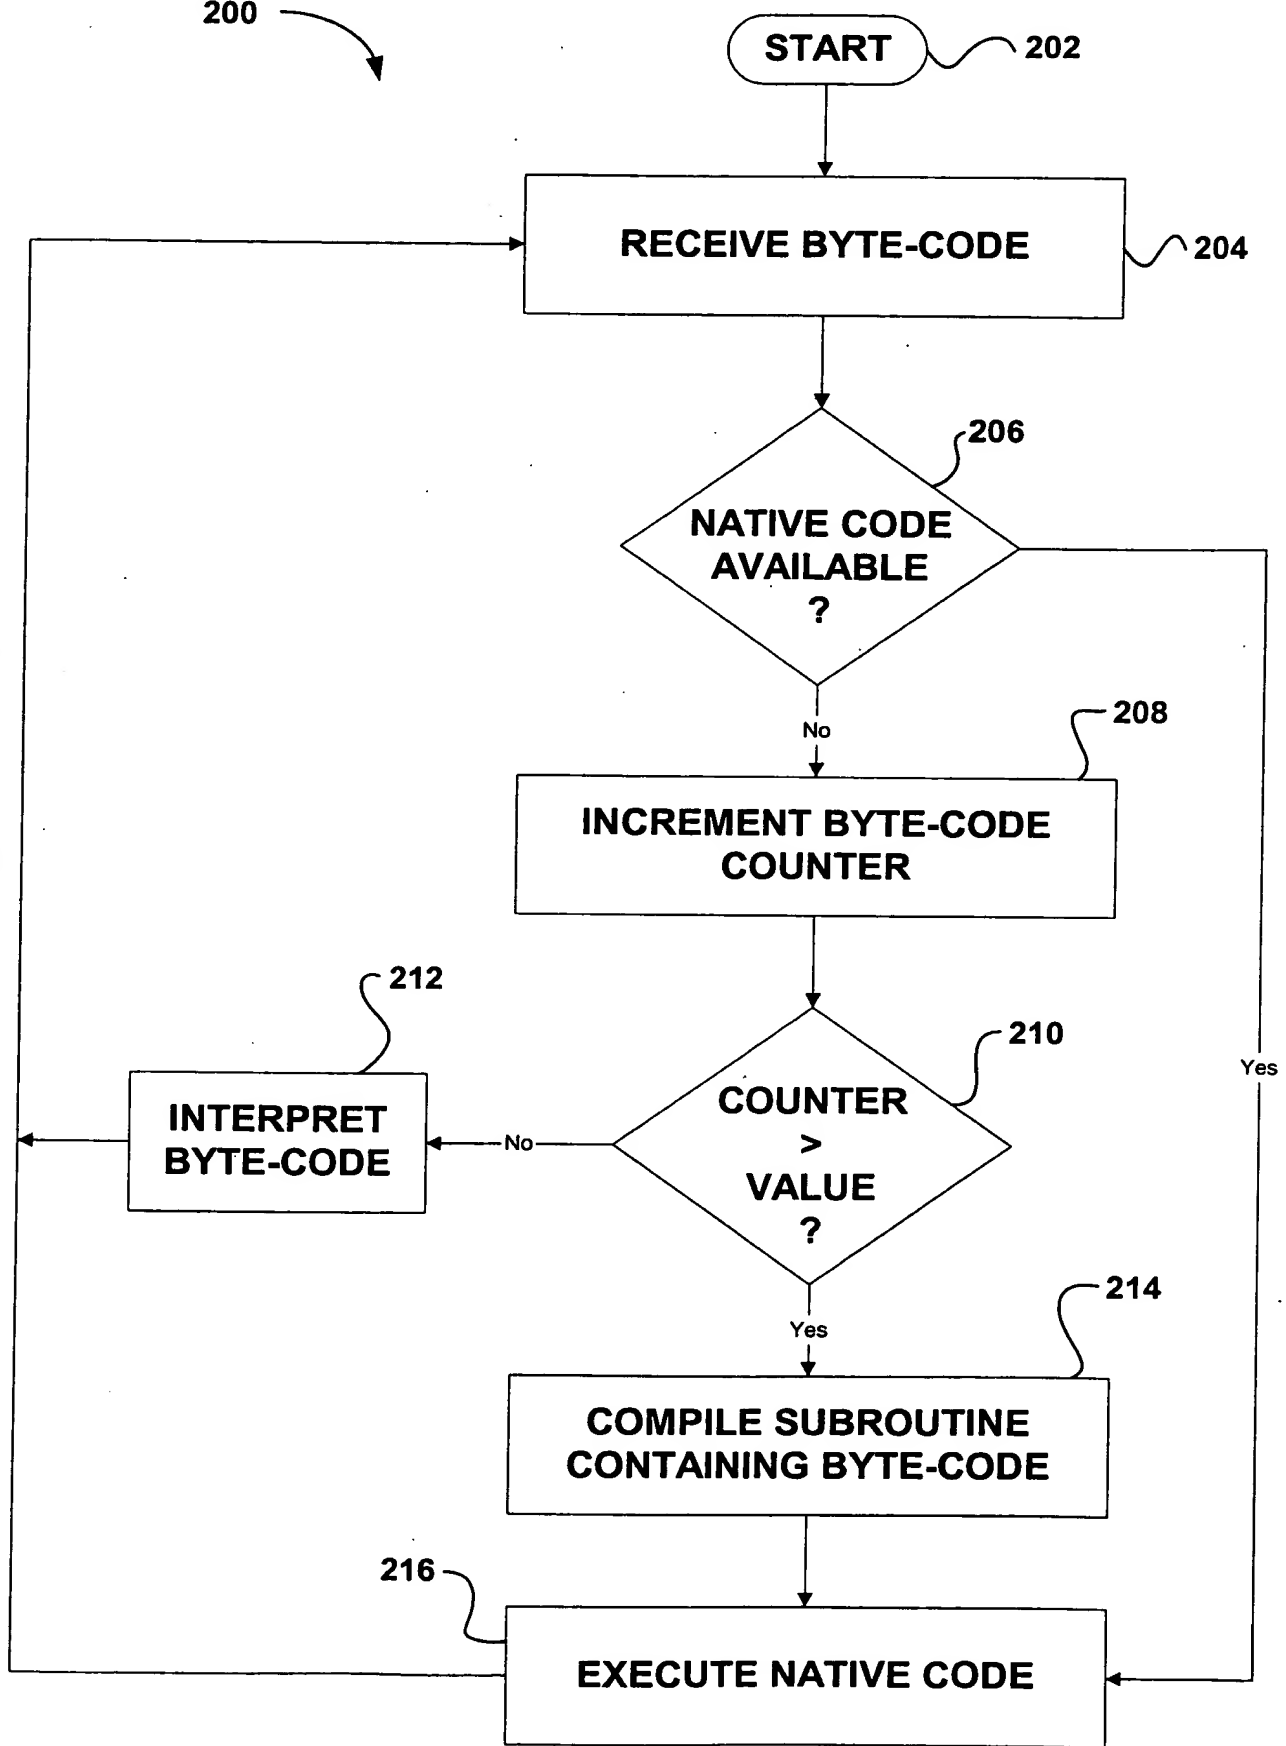 200
START
202
RECEIVE BYTE-CODE
204
206
NATIVE CODE
AVAILABLE
?
No
208
INCREMENT BYTE-CODE
COUNTER
212
210
COUNTER
>
VALUE
?
Yes
INTERPRET
BYTE-CODE
No
214
Yes
COMPILE SUBROUTINE
CONTAINING BYTE-CODE
216
EXECUTE NATIVE CODE